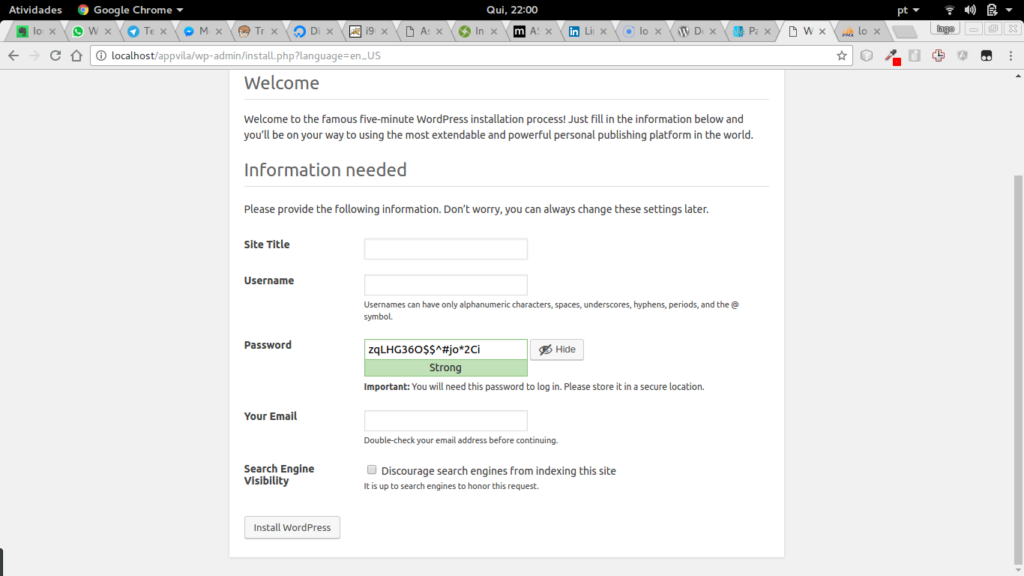 Atividades Google Chrome Qui, 22:00 pt
Io W Te M Tr Di i9 As In AS Li Io D Pa W lo Iago
localhost/appvila/wp-admin/install.php?language=en_US
Welcome
Welcome to the famous five-minute WordPress installation process! Just fill in the information below and
you'll be on your way to using the most extendable and powerful personal publishing platform in the world.
Information needed
Please provide the following information. Don't worry, you can always change these settings later.
Site Title
Username
Usernames can have only alphanumeric characters, spaces, underscores, hyphens, periods, and the @
symbol.
Password zqLHG36O$$^#jo*2Ci Hide
Strong
Important: You will need this password to log in. Please store it in a secure location.
Your Email
Double-check your email address before continuing.
Search Engine
Visibility
Discourage search engines from indexing this site
It is up to search engines to honor this request.
Install WordPress